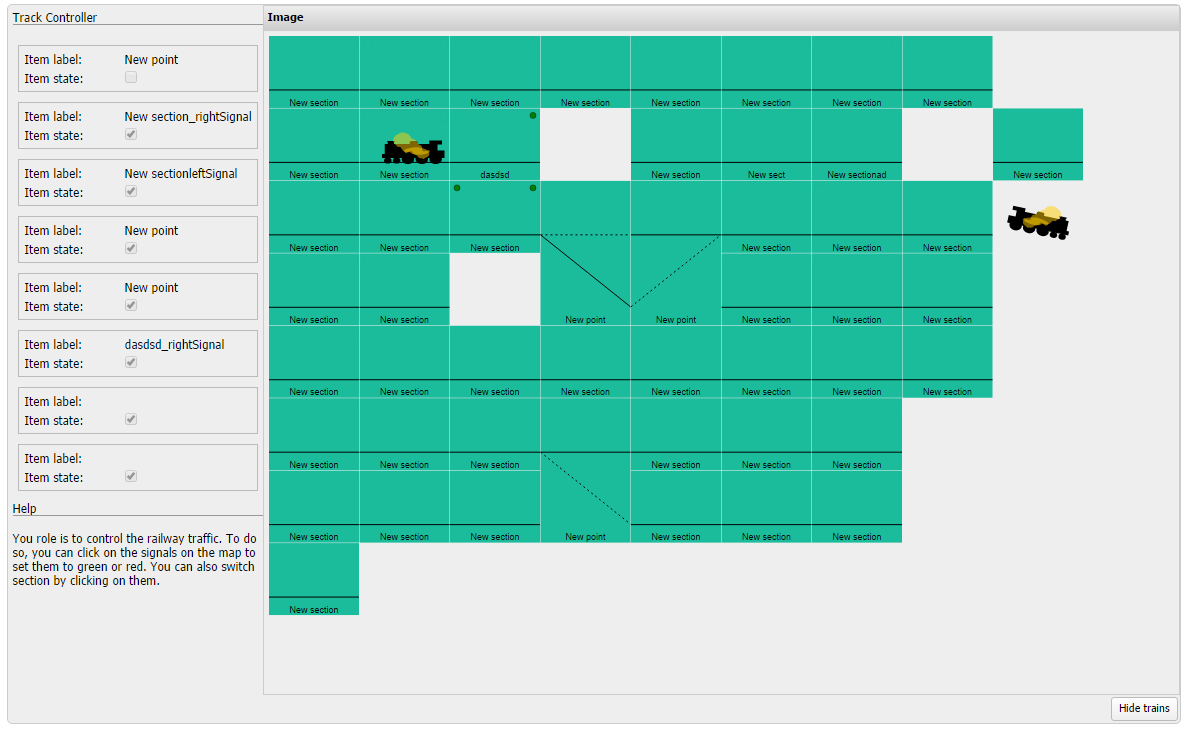 Track Controller
Item label: New point
Item state:
Item label: New section_rightSignal
Item state:
Item label: New sectionleftSignal
Item state:
Item label: New point
Item state:
Item label: New point
Item state:
Item label: dasdsd_rightSignal
Item state:
Item label:
Item state:
Item label:
Item state:
Help
You role is to control the railway traffic. To do
so, you can click on the signals on the map to
set them to green or red. You can also switch
section by clicking on them.
Image
New section New section New section New section New section New section New section New section
New section New section dasdsd New section New sect New sectionad New section
New section New section New section New section New section New section
New section New section New point New point New section New section New section
New section New section New section New section New section New section New section New section
New section New section New section New section New section New section
New section New section New section New point New section New section New section
New section
Hide trains